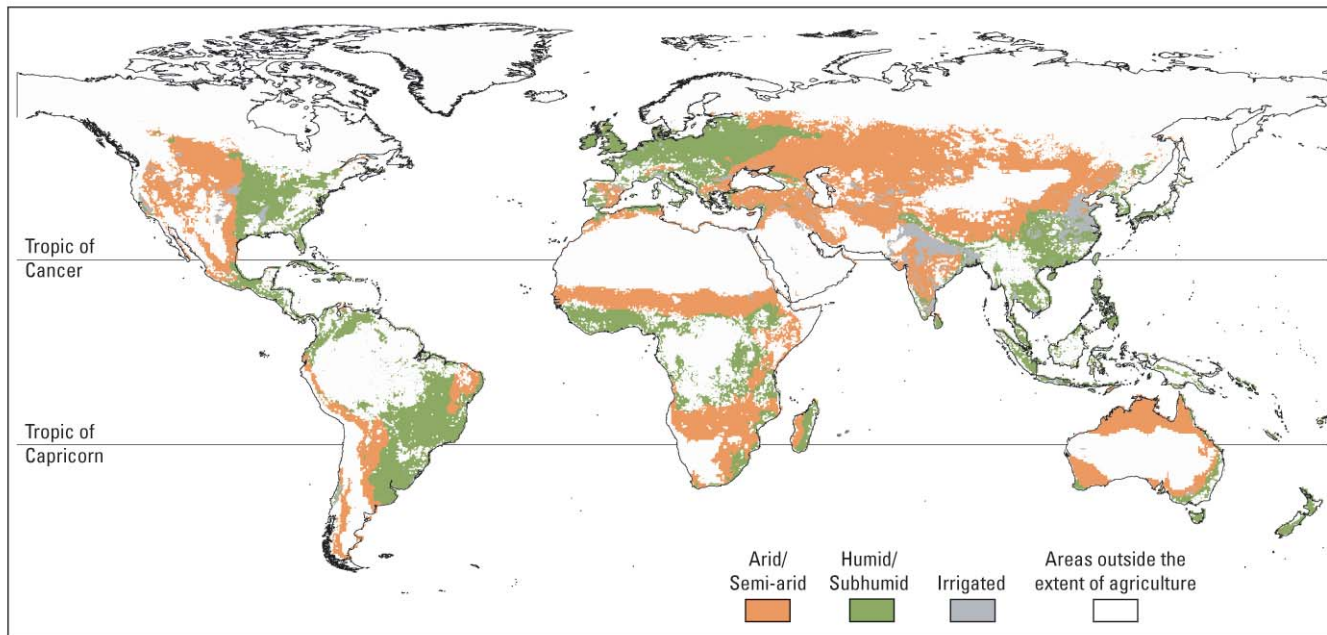 Tropic of
Cancer
Tropic of
Capricorn
Arid/
Semi-arid
Humid/
Subhumid
Irrigated
Areas outside the
extent of agriculture